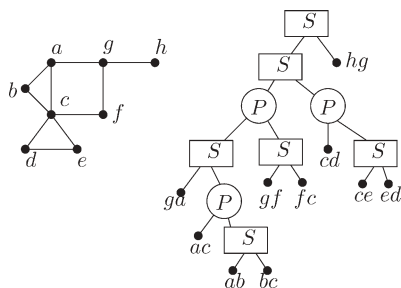 a g h
b
c f
d e
S
S hg
P P
S S cd S
ga gf fc ce ed
P
ac S
ab bc